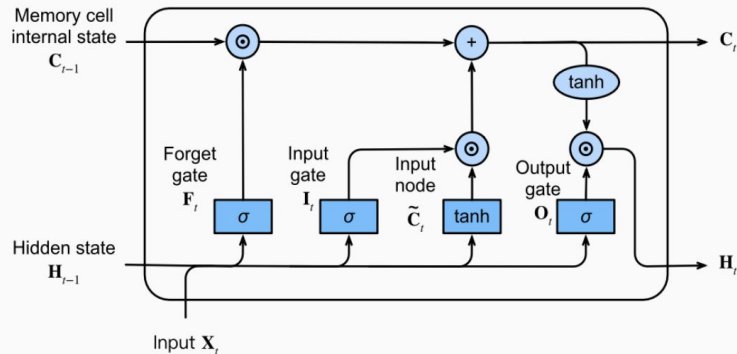 Memory cell
internal state
C_{t−1}
C_t
tanh
Forget
gate
F_t
Input
gate
I_t
Input
node
C̃_t
Output
gate
O_t
σ
σ
tanh
σ
Hidden state
H_{t−1}
H_t
Input X_t